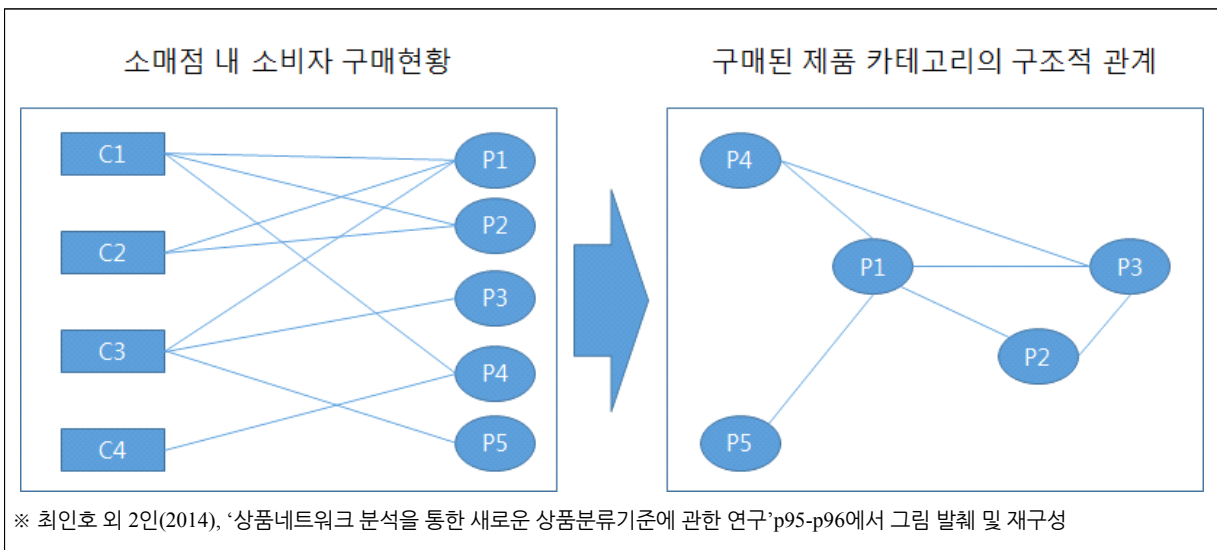 소매점 내 소비자 구매현황
구매된 제품 카테고리의 구조적 관계
C1
C2
C3
C4
P1
P2
P3
P4
P5
P4
P1
P3
P2
P5
※ 최인호 외 2인(2014), ‘상품네트워크 분석을 통한 새로운 상품분류기준에 관한 연구’p95-p96에서 그림 발췌 및 재구성